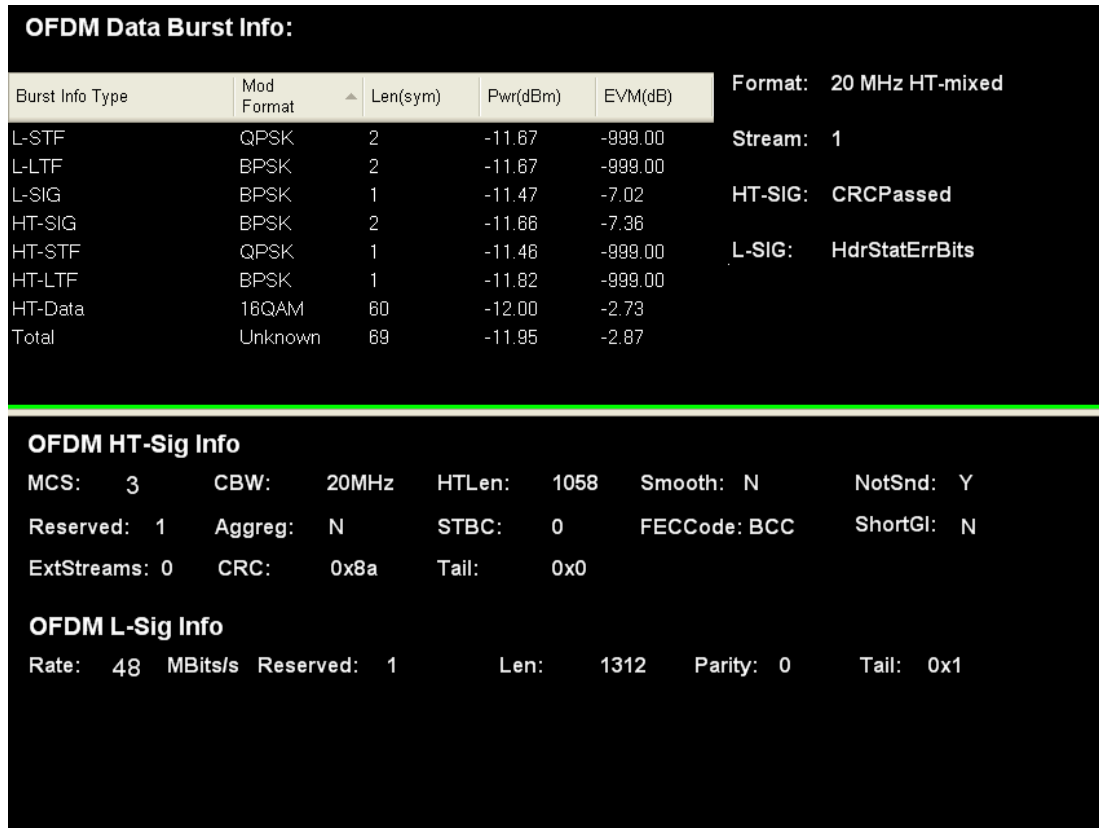 OFDM Data Burst Info:
Burst Info Type Mod Format Len(sym) Pwr(dBm) EVM(dB)
L-STF QPSK 2 -11.67 -999.00
L-LTF BPSK 2 -11.67 -999.00
L-SIG BPSK 1 -11.47 -7.02
HT-SIG BPSK 2 -11.66 -7.36
HT-STF QPSK 1 -11.46 -999.00
HT-LTF BPSK 1 -11.82 -999.00
HT-Data 16QAM 60 -12.00 -2.73
Total Unknown 69 -11.95 -2.87
Format: 20 MHz HT-mixed
Stream: 1
HT-SIG: CRCPassed
L-SIG: HdrStatErrBits
OFDM HT-Sig Info
MCS: 3 CBW: 20MHz HTLen: 1058 Smooth: N NotSnd: Y
Reserved: 1 Aggreg: N STBC: 0 FECCode: BCC ShortGI: N
ExtStreams: 0 CRC: 0x8a Tail: 0x0
OFDM L-Sig Info
Rate: 48 MBits/s Reserved: 1 Len: 1312 Parity: 0 Tail: 0x1